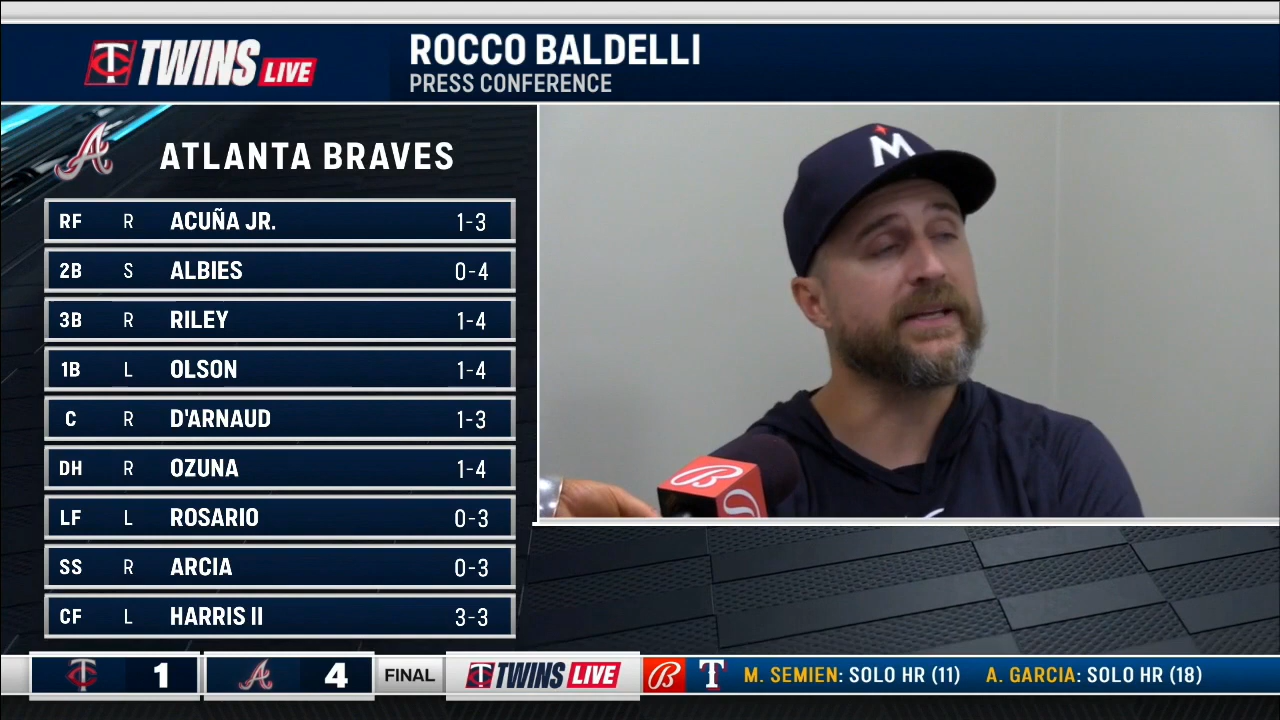 TC TWINS LIVE
ROCCO BALDELLI
PRESS CONFERENCE
A ATLANTA BRAVES
RF R ACUÑA JR. 1-3
2B S ALBIES 0-4
3B R RILEY 1-4
1B L OLSON 1-4
C R D'ARNAUD 1-3
DH R OZUNA 1-4
LF L ROSARIO 0-3
SS R ARCIA 0-3
CF L HARRIS II 3-3
M
B
TC 1 A 4 FINAL TC TWINS LIVE B T M. SEMIEN: SOLO HR (11) A. GARCIA: SOLO HR (18)